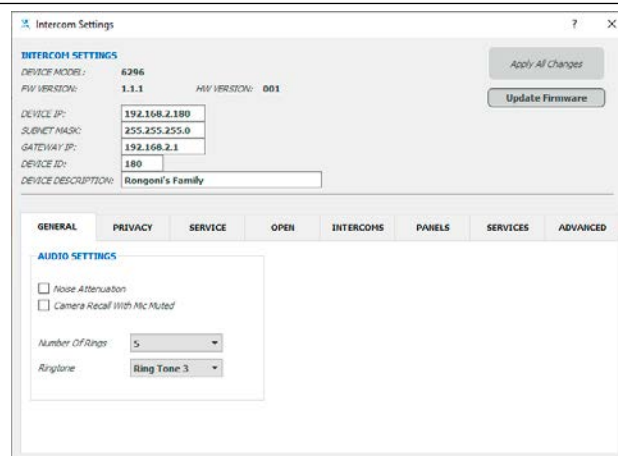 Intercom Settings ? X
INTERCOM SETTINGS
DEVICE MODEL: 6296
FW VERSION: 1.1.1 HW VERSION: 001
Apply All Changes
Update Firmware
DEVICE IP: 192.168.2.180
SUBNET MASK: 255.255.255.0
GATEWAY IP: 192.168.2.1
DEVICE ID: 180
DEVICE DESCRIPTION: Rongoni's Family
GENERAL PRIVACY SERVICE OPEN INTERCOMS PANELS SERVICES ADVANCED
AUDIO SETTINGS
Noise Attenuation
Camera Recall With Mic Muted
Number Of Rings 5
Ringtone Ring Tone 3